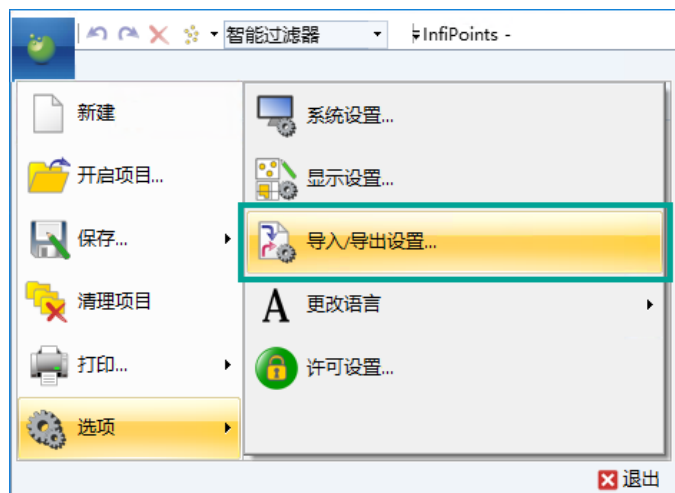 智能过滤器
InfiPoints -
新建
开启项目...
保存...
清理项目
打印...
选项
系统设置...
显示设置...
导入/导出设置...
A 更改语言
许可设置...
退出